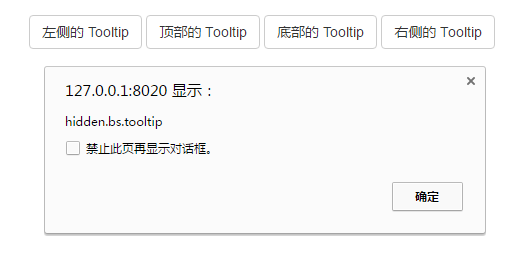 左侧的 Tooltip 顶部的 Tooltip 底部的 Tooltip 右侧的 Tooltip
127.0.0.1:8020 显示：
hidden.bs.tooltip
禁止此页再显示对话框。
确定